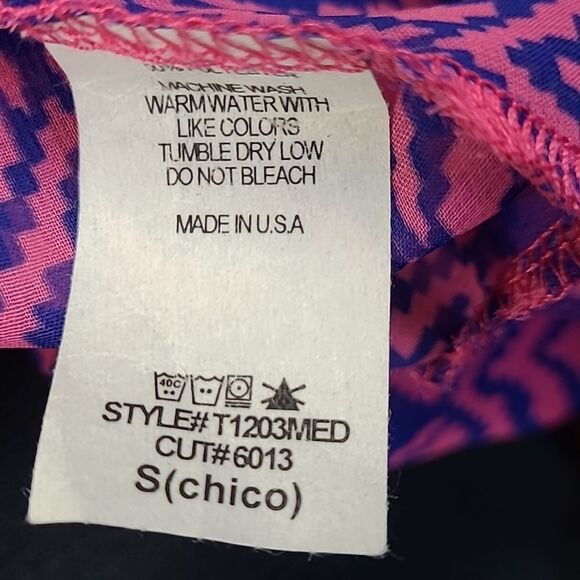 MACHINE WASH
WARM WATER WITH
LIKE COLORS
TUMBLE DRY LOW
DO NOT BLEACH
MADE IN U.S.A
40C
STYLE# T1203MED
CUT# 6013
S(chico)